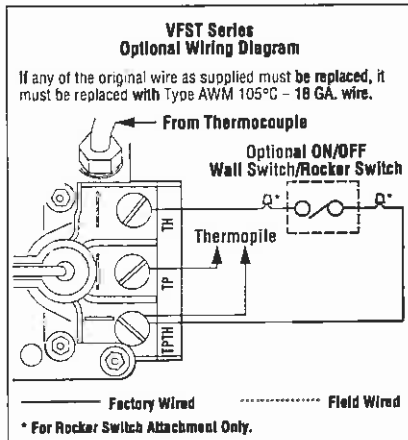 VFST Series
Optional Wiring Diagram
If any of the original wire as supplied must be replaced, it
must be replaced with Type AWM 105°C – 18 GA. wire.
From Thermocouple
Optional ON/OFF
Wall Switch/Rocker Switch
*
*
TH
Thermopile
TP
TPTH
Factory Wired
Field Wired
* For Rocker Switch Attachment Only.